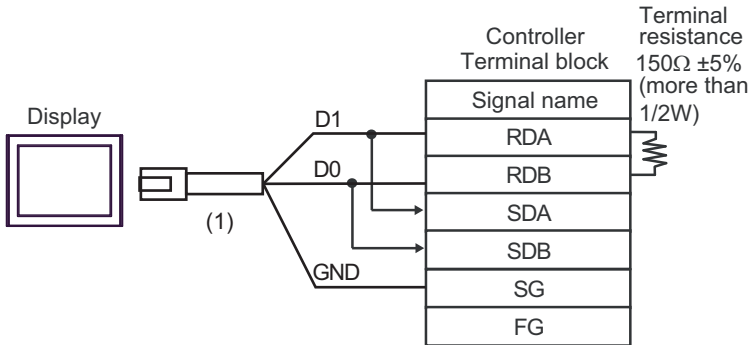 Terminal
resistance
150Ω ±5%
(more than
1/2W)
Controller
Terminal block
Signal name
Display
D1
RDA
D0
RDB
(1)
SDA
SDB
GND
SG
FG